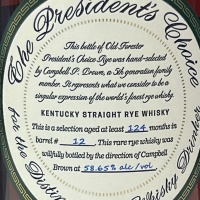 The President's Choice
This bottle of Old Forester
President's Choice Rye was hand-selected
by Campbell P. Brown, a 5th generation family
member. It represents what we consider to be a
singular expression of the world's finest rye whisky.
KENTUCKY STRAIGHT RYE WHISKY
This is a selection aged at least 124 months in
barrel # 12. This rare rye whisky was
willfully bottled by the direction of Campbell
Brown at 58.65% alc/vol
for the
Whisky